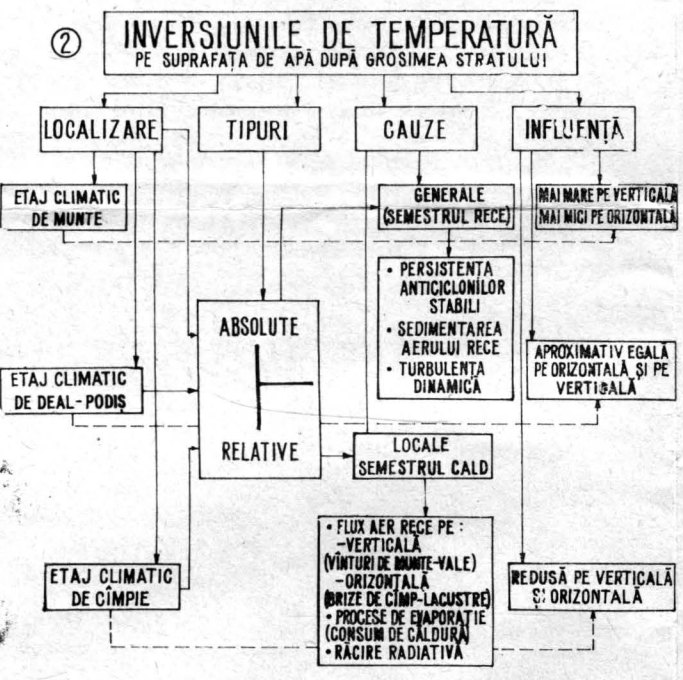 2
INVERSIUNILE DE TEMPERATURĂ
PE SUPRAFAȚA DE APĂ DUPĂ GROSIMEA STRATULUI
LOCALIZARE
TIPURI
CAUZE
INFLUENȚĂ
ETAJ CLIMATIC
DE MUNTE
GENERALE
(SEMESTRUL RECE)
MAI MARE PE VERTICALĂ
MAI MICI PE ORIZONTALĂ
• PERSISTENȚA
ANTICICLONILOR
STABILI
• SEDIMENTAREA
AERULUI RECE
• TURBULENȚA
DINAMICĂ
ABSOLUTE
RELATIVE
APROXIMATIV EGALĂ
PE ORIZONTALĂ ȘI PE
VERTICALĂ
ETAJ CLIMATIC
DE DEAL-PODIȘ
LOCALE
SEMESTRUL CALD
• FLUX AER RECE PE :
-VERTICALĂ
(VÎNTURI DE MUNTE-VALE)
-ORIZONTALĂ
(BRIZE DE CÎMP-LACUSTRE)
• PROCESE DE EVAPORAȚIE
(CONSUM DE CĂLDURĂ)
• RĂCIRE RADIATIVĂ
ETAJ CLIMATIC
DE CÎMPIE
REDUSĂ PE VERTICALĂ
ȘI ORIZONTALĂ